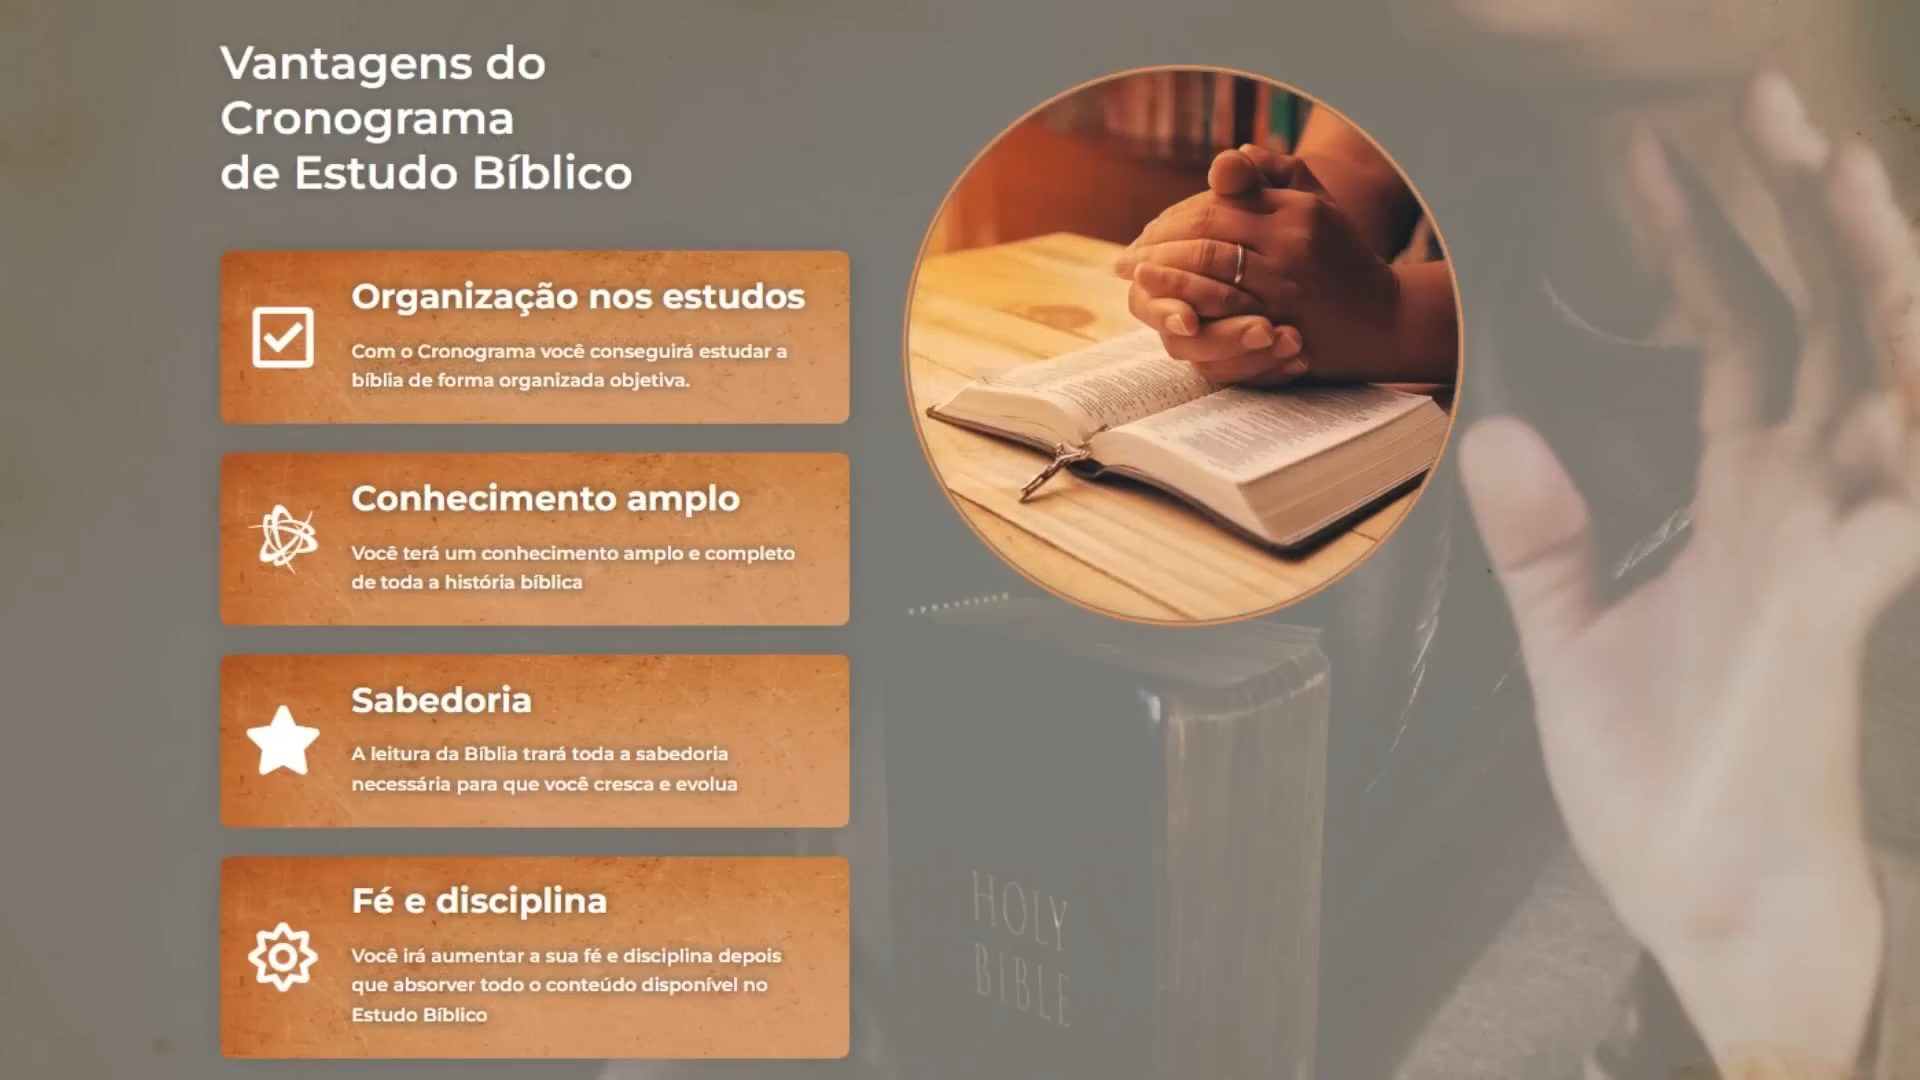 Vantagens do
Cronograma
de Estudo Bíblico
Organização nos estudos
Com o Cronograma você conseguirá estudar a
bíblia de forma organizada objetiva.
Conhecimento amplo
Você terá um conhecimento amplo e completo
de toda a história bíblica
Sabedoria
A leitura da Bíblia trará toda a sabedoria
necessária para que você cresca e evolua
Fé e disciplina
Você irá aumentar a sua fé e disciplina depois
que absorver todo o conteúdo disponível no
Estudo Bíblico
HOLY
BIBLE